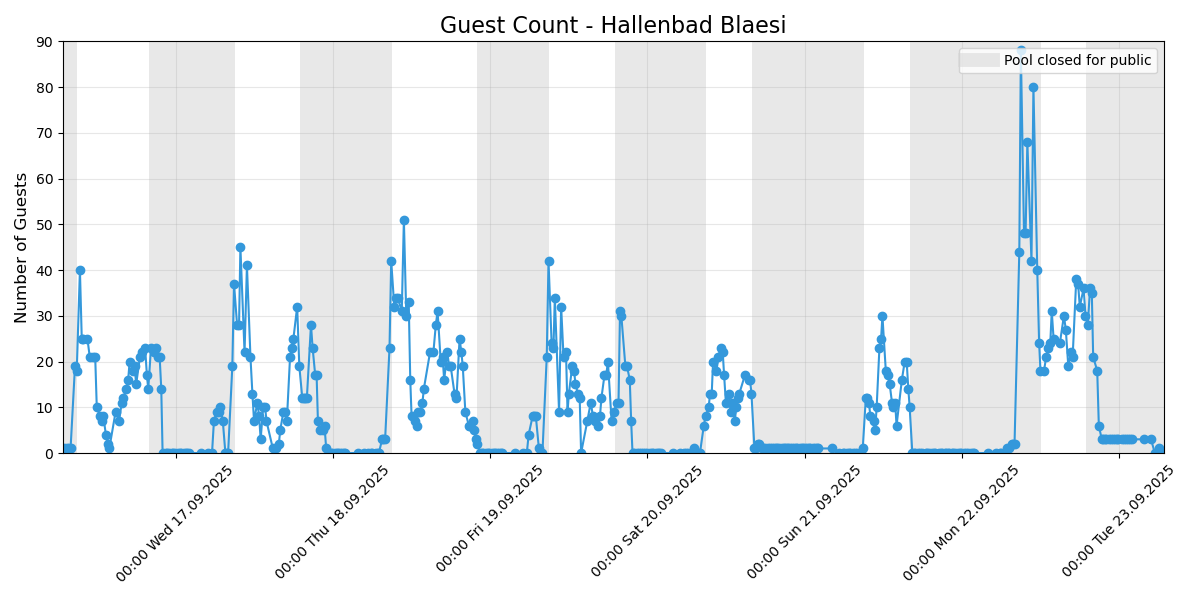 Guest Count - Hallenbad Blaesi
Pool closed for public
Number of Guests
90
80
70
60
50
40
30
20
10
0
00:00 Wed 17.09.2025
00:00 Thu 18.09.2025
00:00 Fri 19.09.2025
00:00 Sat 20.09.2025
00:00 Sun 21.09.2025
00:00 Mon 22.09.2025
00:00 Tue 23.09.2025